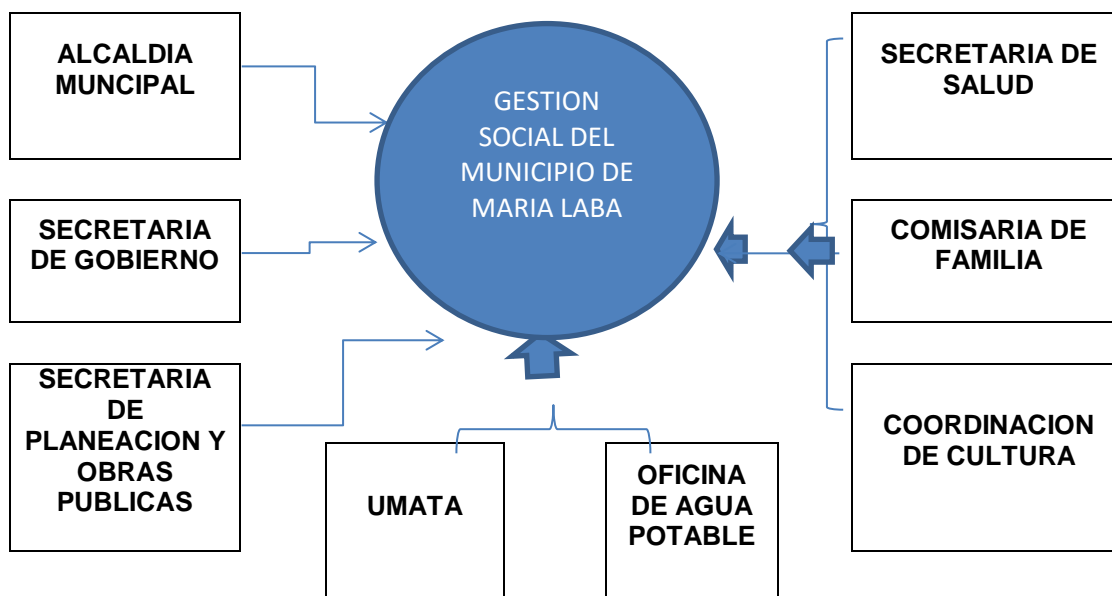 ALCALDIA
MUNCIPAL
SECRETARIA
DE GOBIERNO
SECRETARIA
DE
PLANEACION Y
OBRAS
PUBLICAS
GESTION
SOCIAL DEL
MUNICIPIO DE
MARIA LABA
UMATA
OFICINA
DE AGUA
POTABLE
SECRETARIA DE
SALUD
COMISARIA DE
FAMILIA
COORDINACION
DE CULTURA